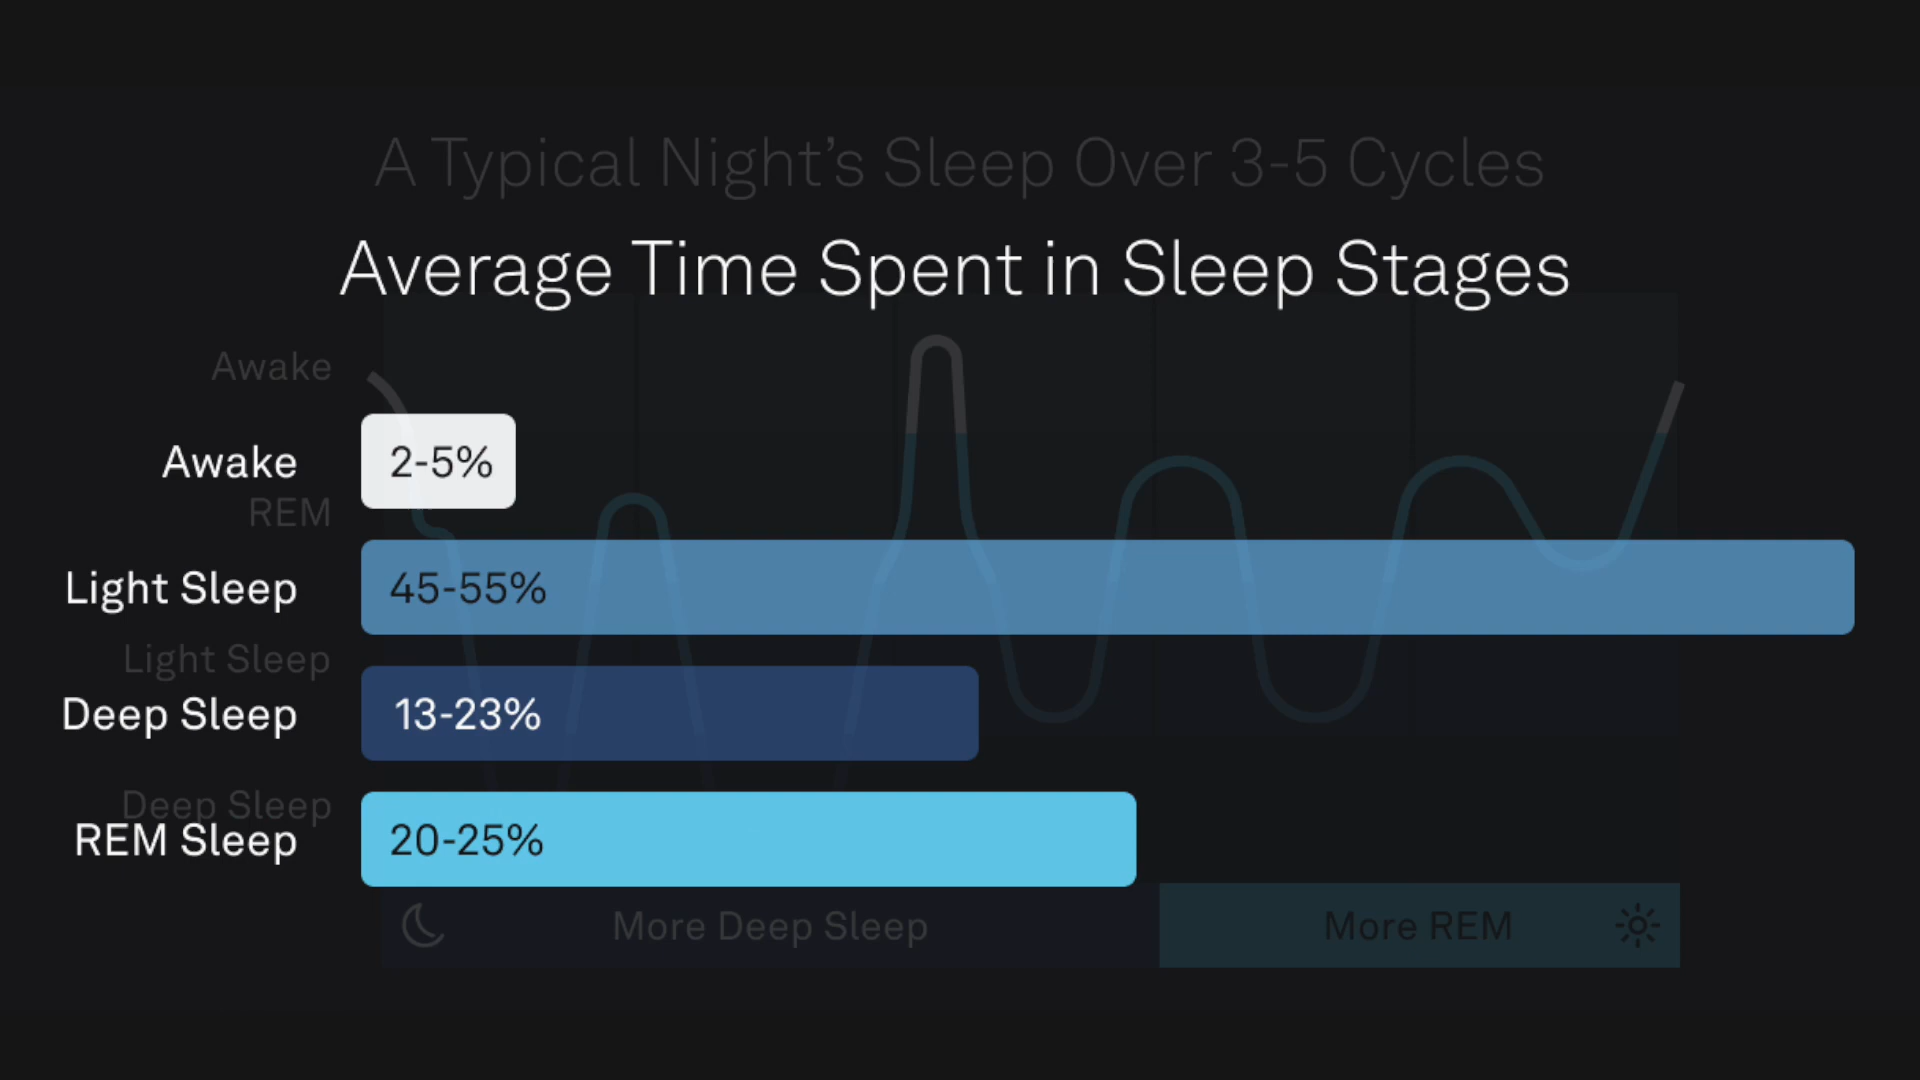 A Typical Night's Sleep Over 3-5 Cycles
Average Time Spent in Sleep Stages
Awake
Awake 2-5%
REM
Light Sleep 45-55%
Light Sleep
Deep Sleep 13-23%
Deep Sleep
REM Sleep 20-25%
More Deep Sleep More REM